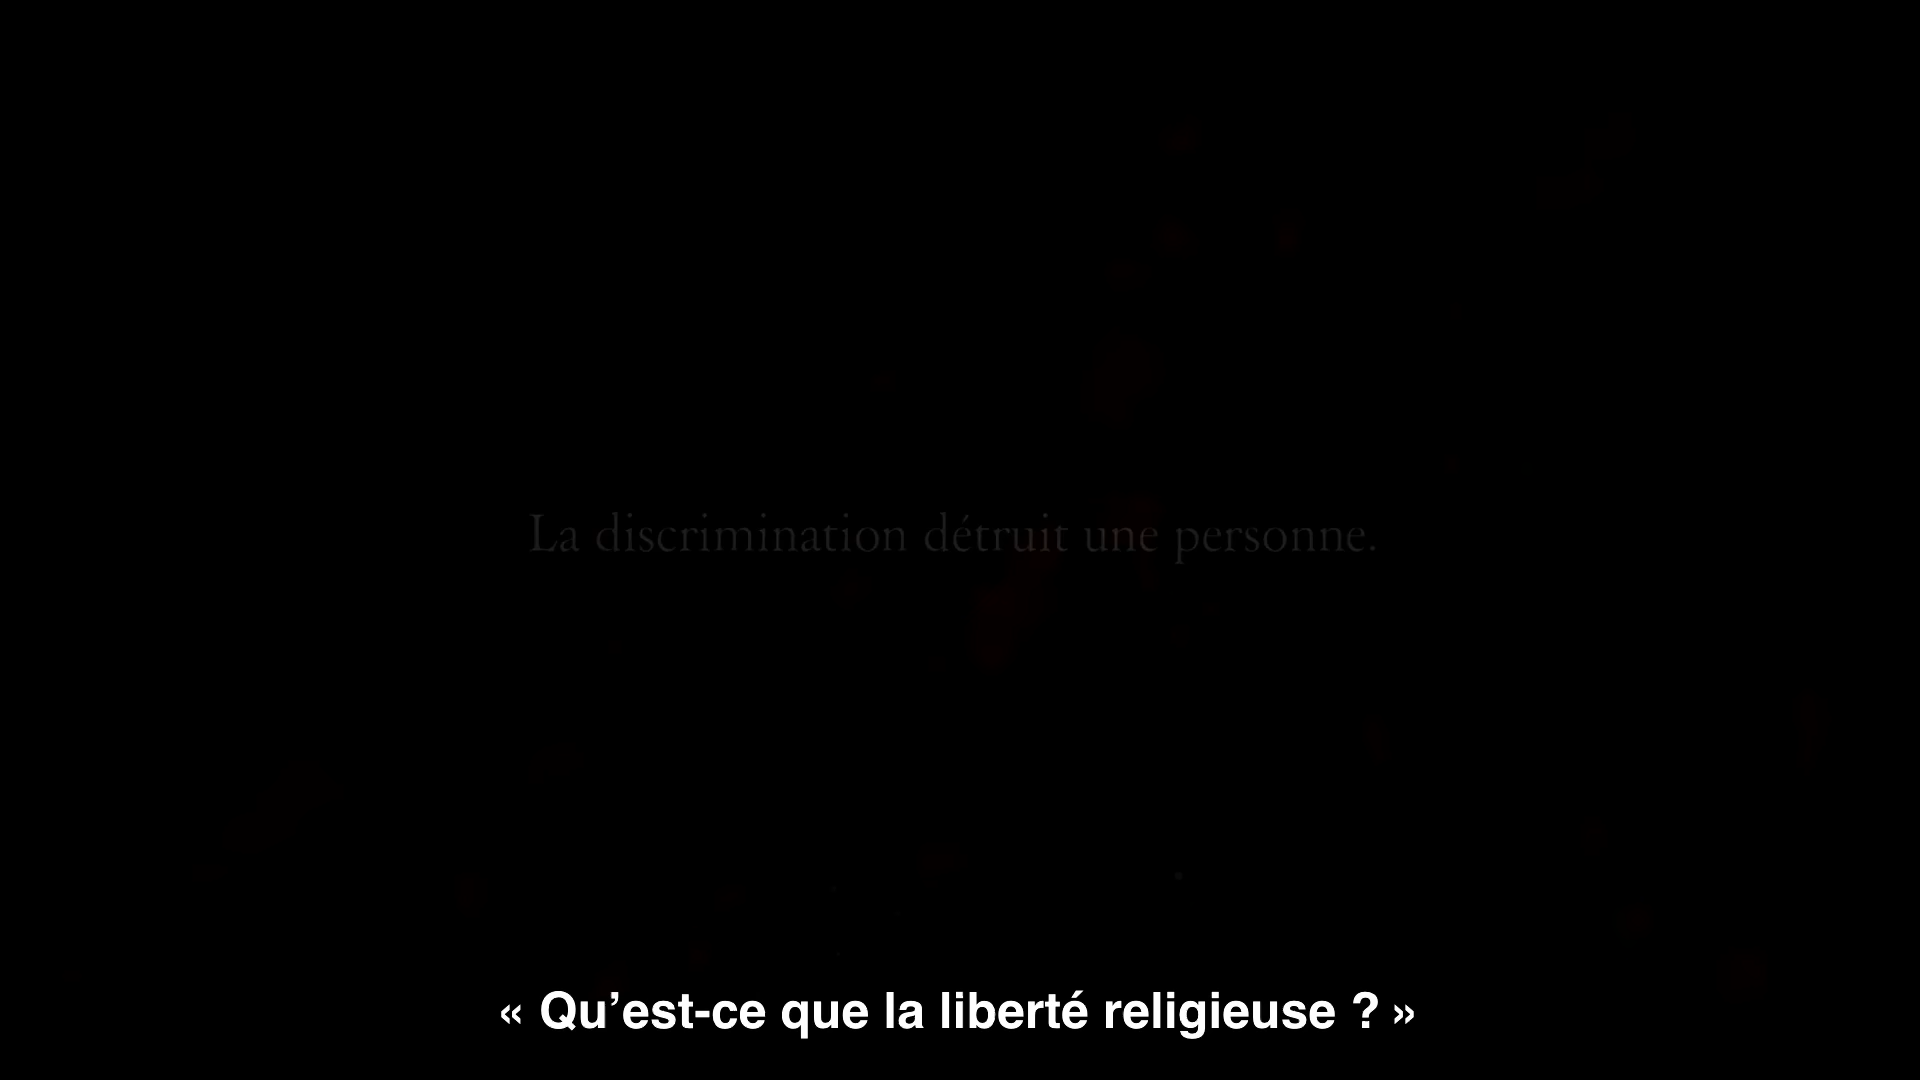 La discrimination détruit une personne.
« Qu’est-ce que la liberté religieuse ? »